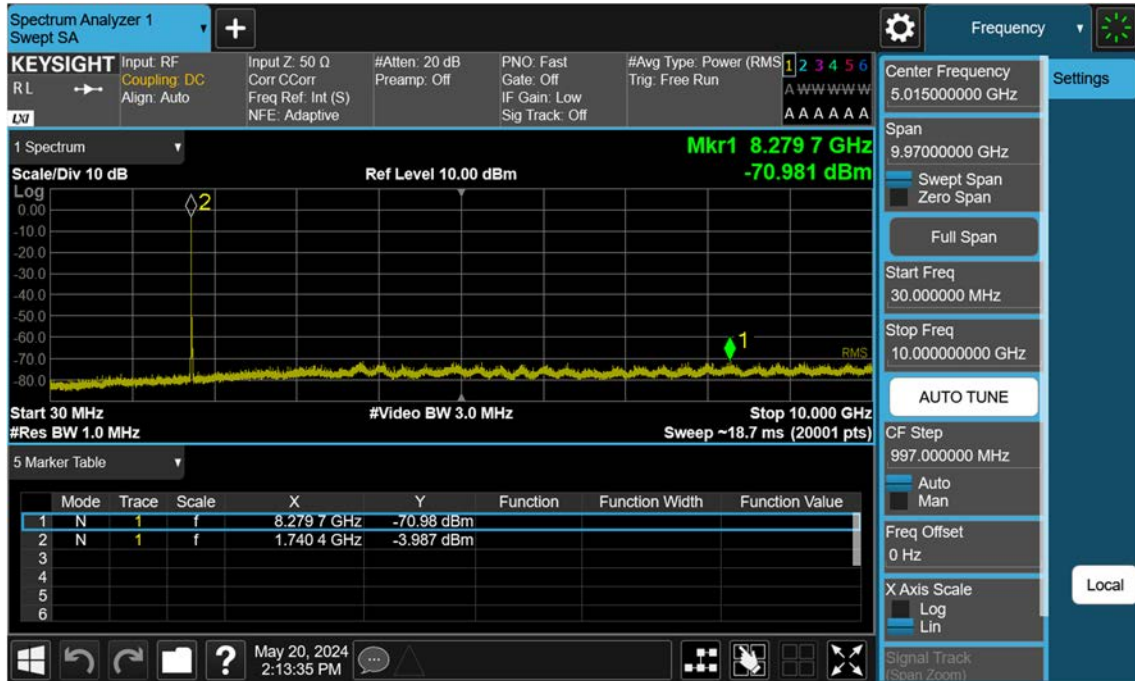 Spectrum Analyzer 1
Swept SA
Frequency
KEYSIGHT
R L
LXI
Input: RF
Coupling: DC
Align: Auto
Input Z: 50 Ω
Corr CCorr
Freq Ref: Int (S)
NFE: Adaptive
#Atten: 20 dB
Preamp: Off
PNO: Fast
Gate: Off
IF Gain: Low
Sig Track: Off
#Avg Type: Power (RMS
Trig: Free Run
1 2 3 4 5 6
A W W W W W
A A A A A A
1 Spectrum
Mkr1 8.279 7 GHz
-70.981 dBm
Scale/Div 10 dB
Ref Level 10.00 dBm
Log
0.00
-10.0
-20.0
-30.0
-40.0
-50.0
-60.0
-70.0
-80.0
2
1
RMS
Start 30 MHz
#Video BW 3.0 MHz
Stop 10.000 GHz
#Res BW 1.0 MHz
Sweep ~18.7 ms (20001 pts)
5 Marker Table
Mode Trace Scale X Y Function Function Width Function Value
1 N 1 f 8.279 7 GHz -70.98 dBm
2 N 1 f 1.740 4 GHz -3.987 dBm
3
4
5
6
May 20, 2024
2:13:35 PM
Center Frequency
5.015000000 GHz
Span
9.97000000 GHz
Swept Span
Zero Span
Full Span
Start Freq
30.000000 MHz
Stop Freq
10.000000000 GHz
AUTO TUNE
CF Step
997.000000 MHz
Auto
Man
Freq Offset
0 Hz
X Axis Scale
Log
Lin
Signal Track
(Span Zoom)
Settings
Local